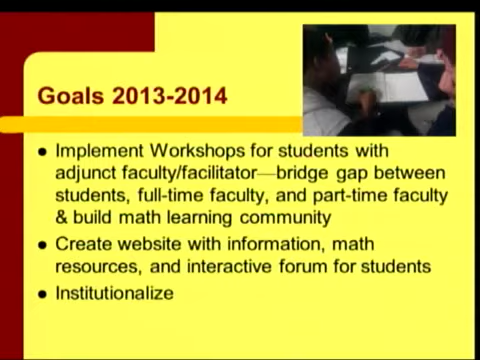 Goals 2013-2014
● Implement Workshops for students with
adjunct faculty/facilitator—bridge gap between
students, full-time faculty, and part-time faculty
& build math learning community
● Create website with information, math
resources, and interactive forum for students
● Institutionalize